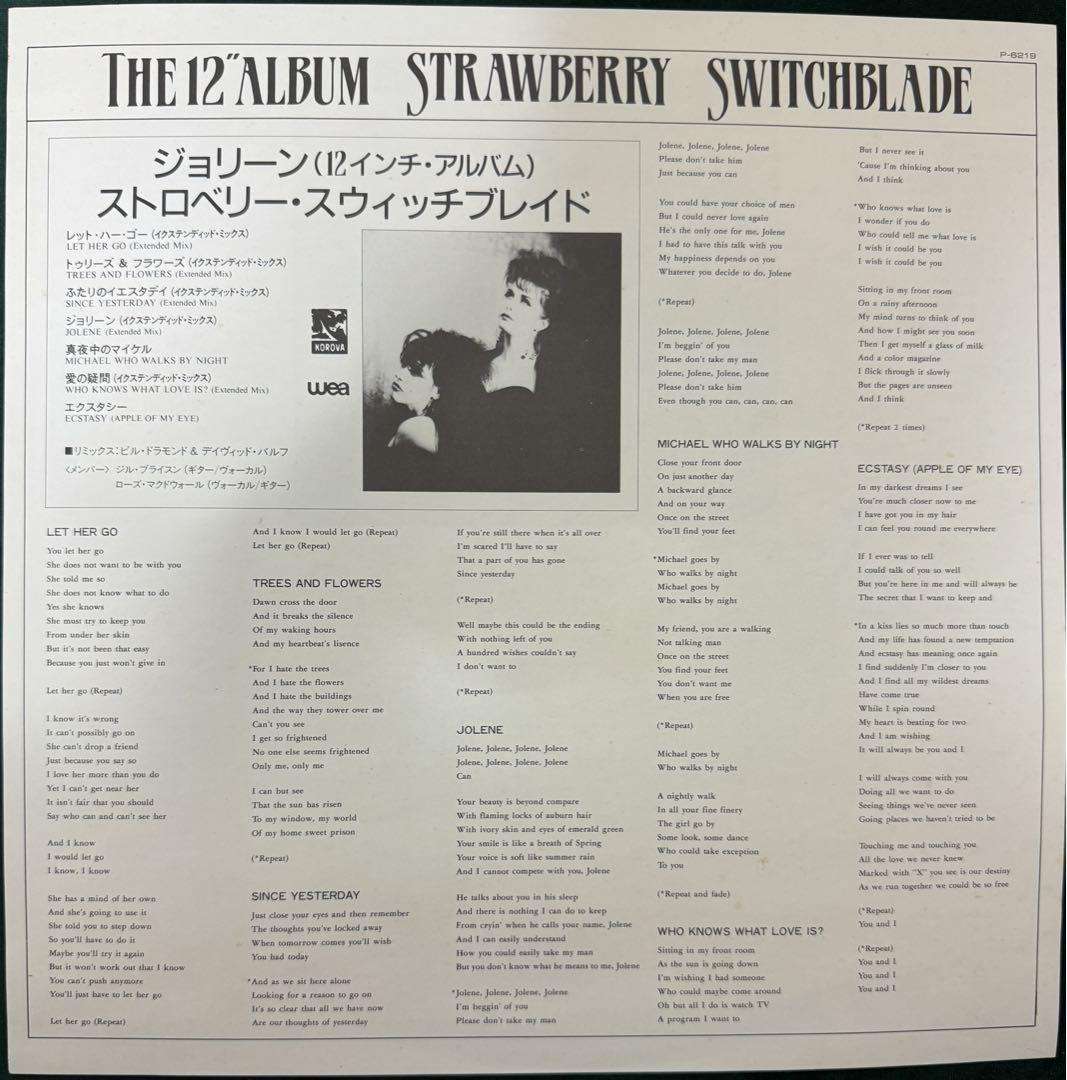 P-6219
THE 12" ALBUM STRAWBERRY SWITCHBLADE
ジョリーン(12インチ・アルバム)
ストロベリー・スウィッチブレイド
レット・ハー・ゴー(イクステンディッド・ミックス)
LET HER GO (Extended Mix)
トゥリーズ & フラワーズ(イクステンディッド・ミックス)
TREES AND FLOWERS (Extended Mix)
ふたりのイエスタデイ(イクステンディッド・ミックス)
SINCE YESTERDAY (Extended Mix)
ジョリーン(イクステンディッド・ミックス)
JOLENE (Extended Mix)
真夜中のマイケル
MICHAEL WHO WALKS BY NIGHT
愛の疑問(イクステンディッド・ミックス)
WHO KNOWS WHAT LOVE IS? (Extended Mix)
エクスタシー
ECSTASY (APPLE OF MY EYE)
KOROVA
wea
■リミックス:ビル・ドラモンド & デイヴィッド・バルフ
〈メンバー〉ジル・ブライスン(ギター/ヴォーカル)
ローズ・マクドウォール(ヴォーカル/ギター)
LET HER GO
You let her go
She does not want to be with you
She told me so
She does not know what to do
Yes she knows
She must try to keep you
From under her skin
But it's not been that easy
Because you just won't give in
Let her go (Repeat)
I know it's wrong
It can't possibly go on
She can't drop a friend
Just because you say so
I love her more than you do
Yet I can't get near her
It isn't fair that you should
Say who can and can't see her
And I know
I would let go
I know, I know
She has a mind of her own
And she's going to use it
She told you to step down
So you'll have to do it
Maybe you'll try it again
But it won't work out that I know
You can't push anymore
You'll just have to let her go
Let her go (Repeat)
And I know I would let go (Repeat)
Let her go (Repeat)
TREES AND FLOWERS
Dawn cross the door
And it breaks the silence
Of my waking hours
And my heartbeat's lisence
*For I hate the trees
And I hate the flowers
And I hate the buildings
And the way they tower over me
Can't you see
I get so frightened
No one else seems frightened
Only me, only me
I can but see
That the sun has risen
To my window, my world
Of my home sweet prison
(*Repeat)
SINCE YESTERDAY
Just close your eyes and then remember
The thoughts you've locked away
When tomorrow comes you'll wish
You had today
*And as we sit here alone
Looking for a reason to go on
It's so clear that all we have now
Are our thoughts of yesterday
If you're still there when it's all over
I'm scared I'll have to say
That a part of you has gone
Since yesterday
(*Repeat)
Well maybe this could be the ending
With nothing left of you
A hundred wishes couldn't say
I don't want to
(*Repeat)
JOLENE
Jolene, Jolene, Jolene, Jolene
Jolene, Jolene, Jolene, Jolene
Can
Your beauty is beyond compare
With flaming locks of auburn hair
With ivory skin and eyes of emerald green
Your smile is like a breath of Spring
Your voice is soft like summer rain
And I cannot compete with you, Jolene
He talks about you in his sleep
And there is nothing I can do to keep
From cryin' when he calls your name, Jolene
And I can easily understand
How you could easily take my man
But you don't know what he means to me, Jolene
*Jolene, Jolene, Jolene, Jolene
I'm beggin' of you
Please don't take my man
Jolene, Jolene, Jolene, Jolene
Please don't take him
Just because you can
You could have your choice of men
But I could never love again
He's the only one for me, Jolene
I had to have this talk with you
My happiness depends on you
Whatever you decide to do, Jolene
(*Repeat)
Jolene, Jolene, Jolene, Jolene
I'm beggin' of you
Please don't take my man
Jolene, Jolene, Jolene, Jolene
Please don't take him
Even though you can, can, can, can
MICHAEL WHO WALKS BY NIGHT
Close your front door
On just another day
A backward glance
And on your way
Once on the street
You'll find your feet
*Michael goes by
Who walks by night
Michael goes by
Who walks by night
My friend, you are a walking
Not talking man
Once on the street
You find your feet
You don't want me
When you are free
(*Repeat)
Michael goes by
Who walks by night
A nightly walk
In all your fine finery
The girl go by
Some look, some dance
Who could take exception
To you
(*Repeat and fade)
WHO KNOWS WHAT LOVE IS?
Sitting in my front room
As the sun is going down
I'm wishing I had someone
Who could maybe come around
Oh but all I do is watch TV
A program I want to
But I never see it
'Cause I'm thinking about you
And I think
*Who knows what love is
I wonder if you do
Who could tell me what love is
I wish it could be you
I wish it could be you
Sitting in my front room
On a rainy afternoon
My mind turns to think of you
And how I might see you soon
Then I get myself a glass of milk
And a color magazine
I flick through it slowly
But the pages are unseen
And I think
(*Repeat 2 times)
ECSTASY (APPLE OF MY EYE)
In my darkest dreams I see
You're much closer now to me
I have got you in my hair
I can feel you round me everywhere
If I ever was to tell
I could talk of you so well
But you're here in me and will always be
The secret that I want to keep and
*In a kiss lies so much more than touch
And my life has found a new temptation
And ecstasy has meaning once again
I find suddenly I'm closer to you
And I find all my wildest dreams
Have come true
While I spin round
My heart is beating for two
And I am wishing
It will always be you and I
I will always come with you
Doing all we want to do
Seeing things we've never seen
Going places we haven't tried to be
Touching me and touching you
All the love we never knew
Marked with "X" you see is our destiny
As we run together we could be so free
(*Repeat)
You and I
(*Repeat)
You and I
You and I
You and I